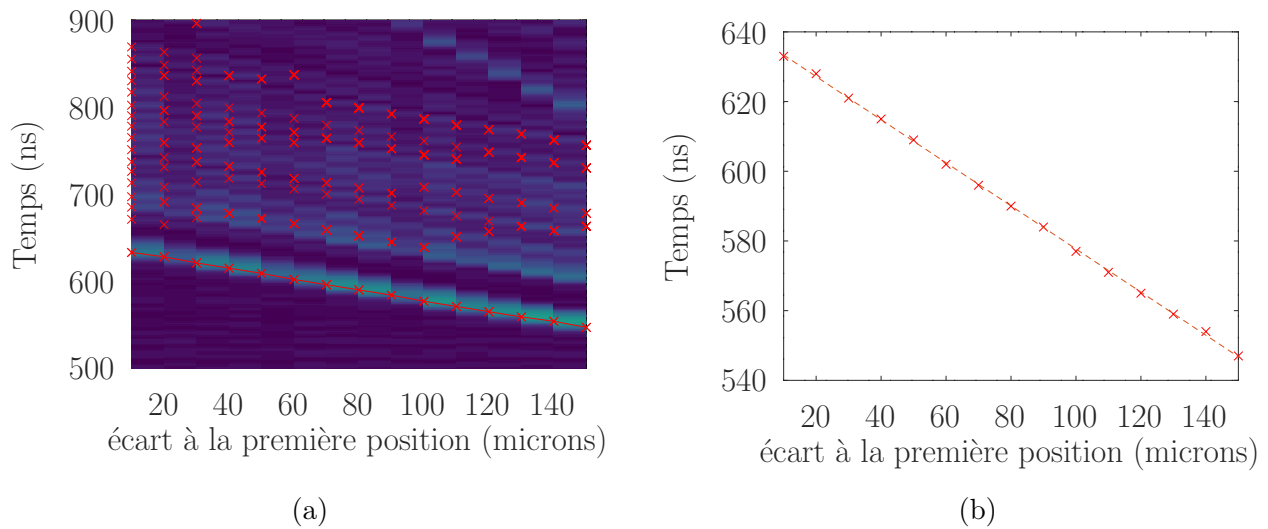 900
800
700
600
500
Temps (ns)
20 40 60 80 100 120 140
écart à la première position (microns)
(a)
640
620
600
580
560
540
Temps (ns)
20 40 60 80 100 120 140
écart à la première position (microns)
(b)